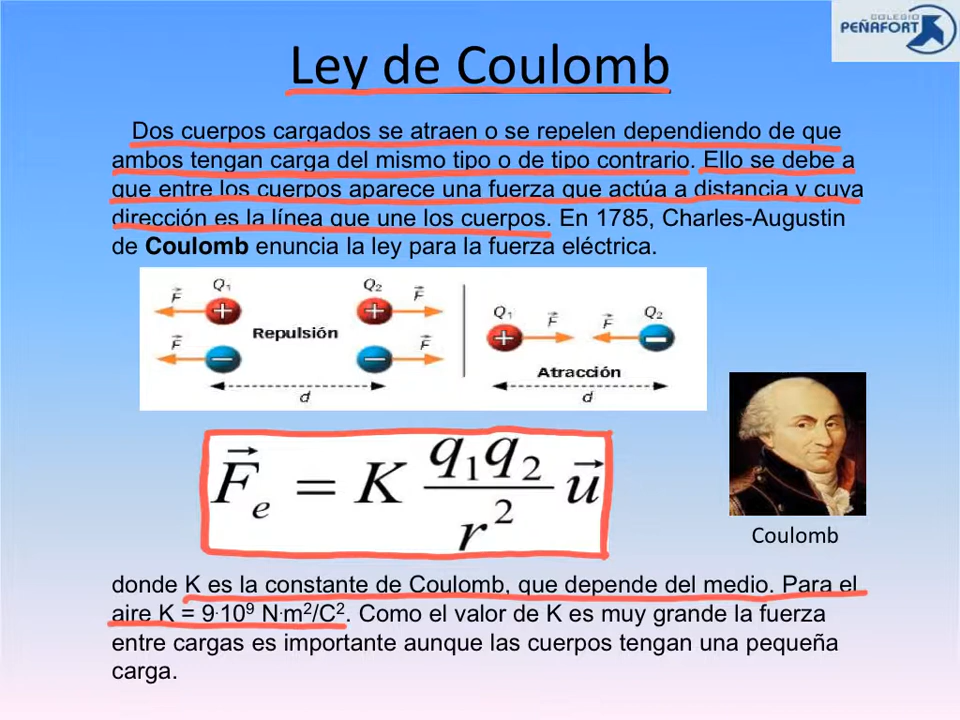 COLEGIO
PEÑAFORT
Ley de Coulomb
Dos cuerpos cargados se atraen o se repelen dependiendo de que
ambos tengan carga del mismo tipo o de tipo contrario. Ello se debe a
que entre los cuerpos aparece una fuerza que actúa a distancia y cuya
dirección es la línea que une los cuerpos. En 1785, Charles-Augustin
de Coulomb enuncia la ley para la fuerza eléctrica.
F⃗ Q₁ Q₂ F⃗
+ +
Repulsión
F⃗ F⃗
− −
d
Q₁ F⃗ F⃗ Q₂
+ −
Atracción
d
F⃗ₑ = K q₁q₂ / r² u⃗
Coulomb
donde K es la constante de Coulomb, que depende del medio. Para el
aire K = 9·10⁹ N·m²/C². Como el valor de K es muy grande la fuerza
entre cargas es importante aunque las cuerpos tengan una pequeña
carga.